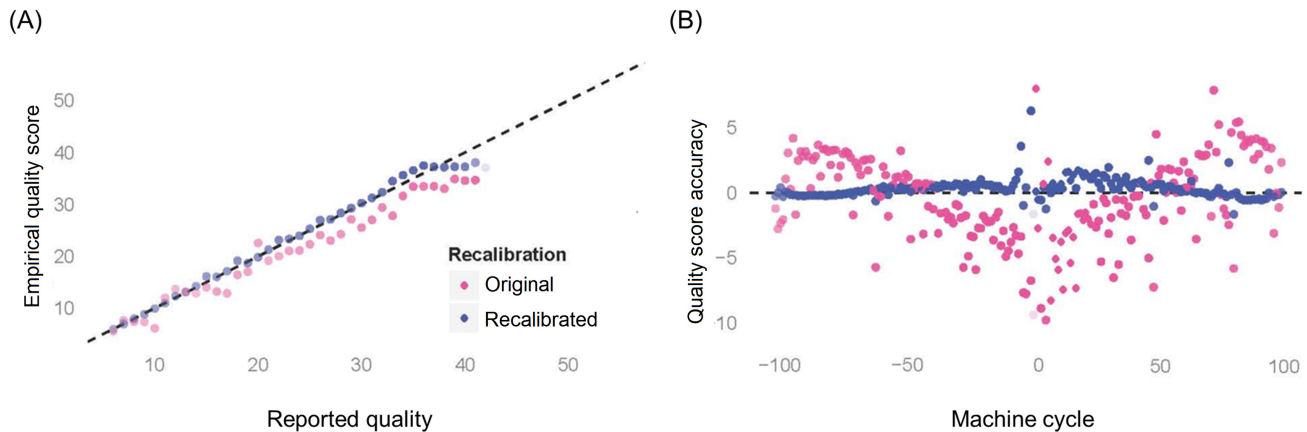 (A)
(B)
Empirical quality score
50
40
30
20
10
10
20
30
40
50
Reported quality
Recalibration
Original
Recalibrated
Quality score accuracy
5
0
−5
-10
−100
−50
0
50
100
Machine cycle